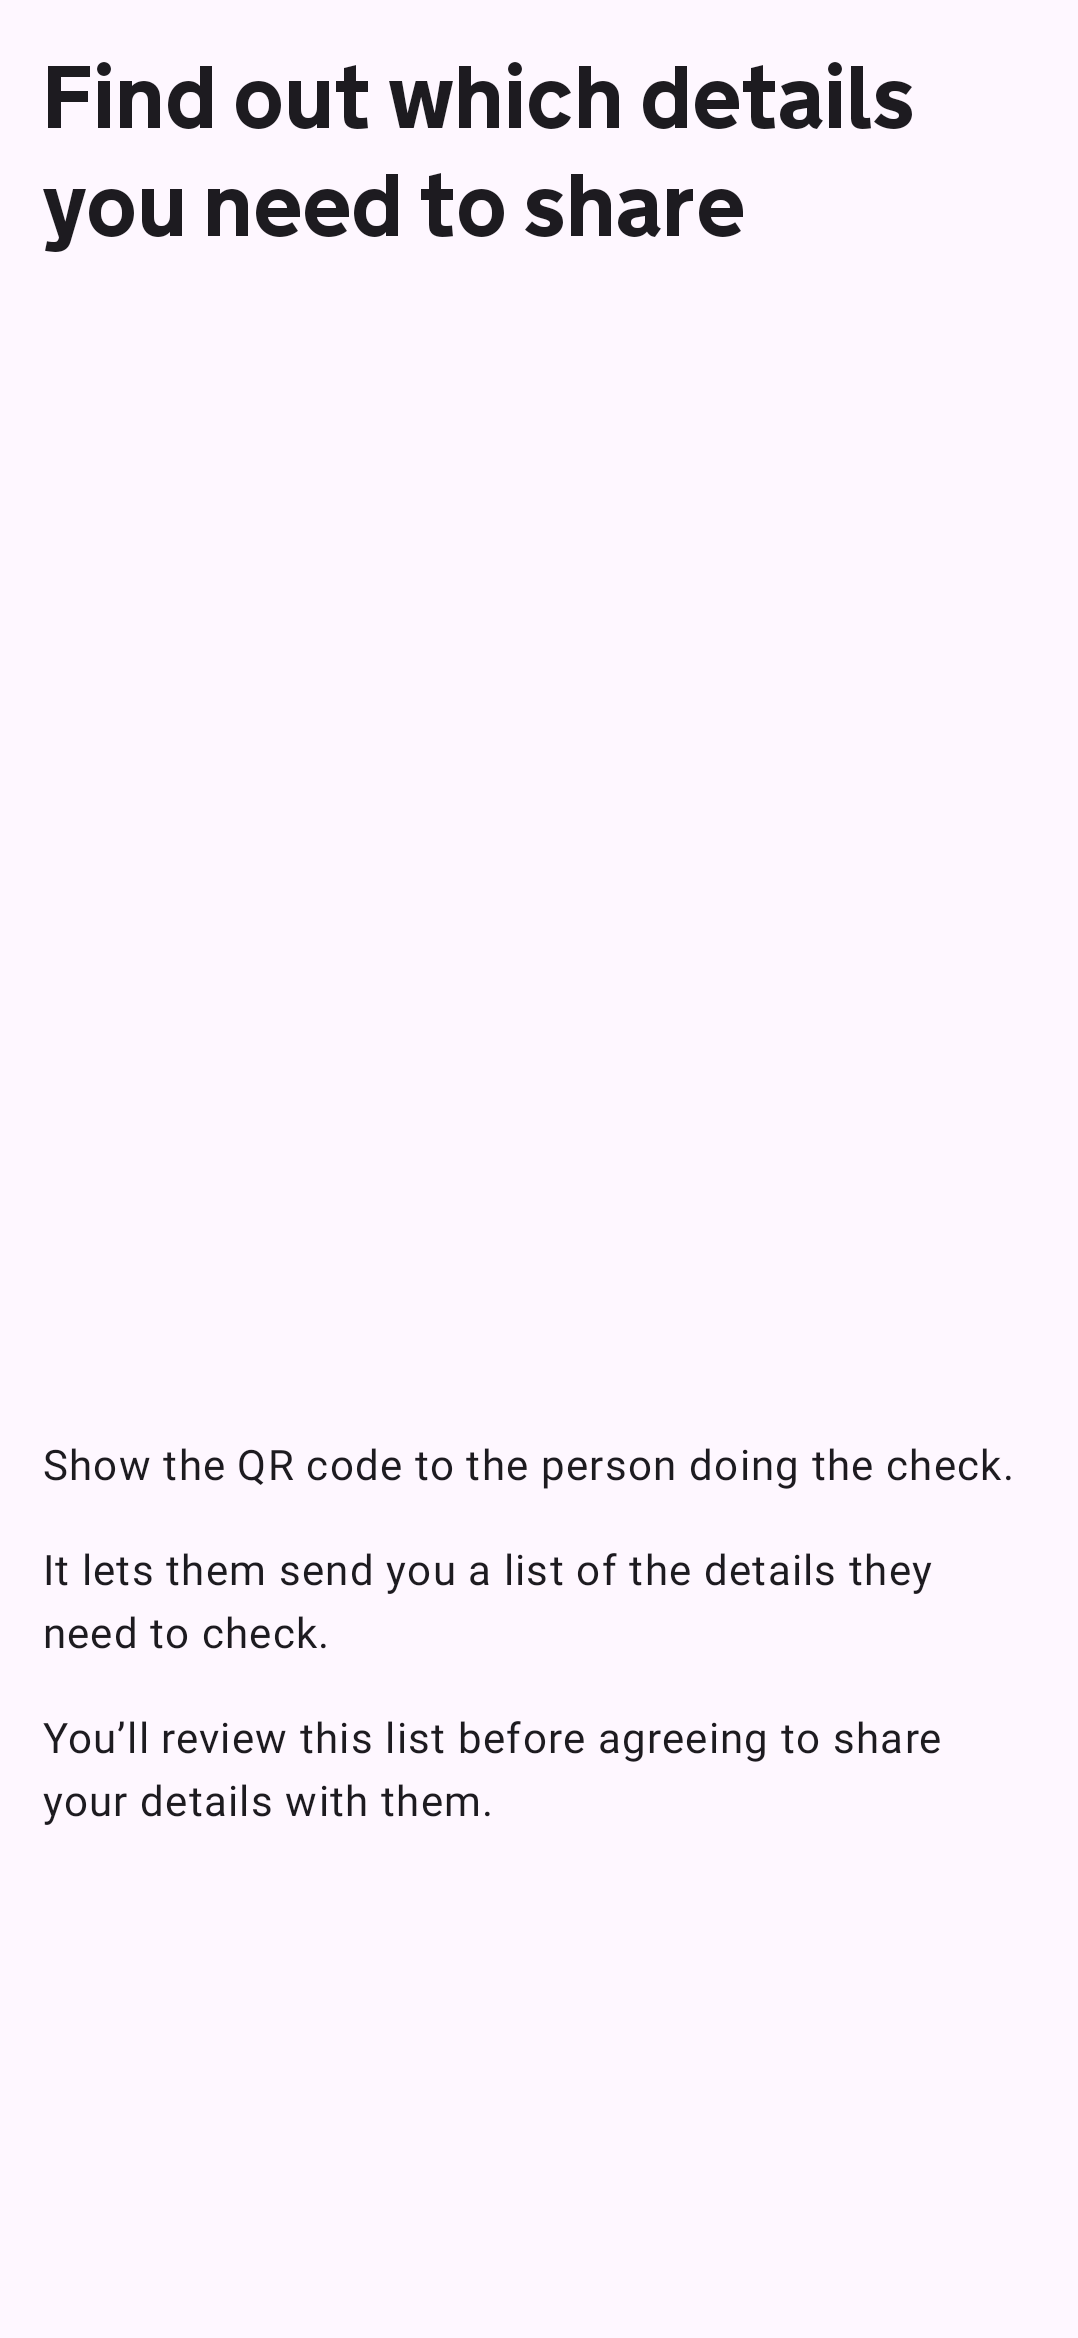 Find out which details
you need to share
Show the QR code to the person doing the check.
It lets them send you a list of the details they
need to check.
You’ll review this list before agreeing to share
your details with them.